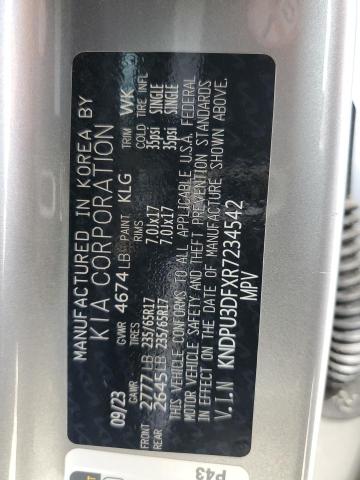 MANUFACTURED IN KOREA BY
KIA CORPORATION
09/23 GVWR 4674 LB PAINT KLG TRIM WK
GAWR TIRES RIMS COLD TIRE INFL
FRONT 2777 LB 235/65R17 7.0JX17 35psi SINGLE
REAR 2645 LB 235/65R17 7.0JX17 35psi SINGLE
THIS VEHICLE CONFORMS TO ALL APPLICABLE U.S.A. FEDERAL
MOTOR VEHICLE SAFETY AND THEFT PREVENTION STANDARDS
IN EFFECT ON THE DATE OF MANUFACTURE SHOWN ABOVE.
V.I.N KNDPU3DFXR7234542
MPV
P43